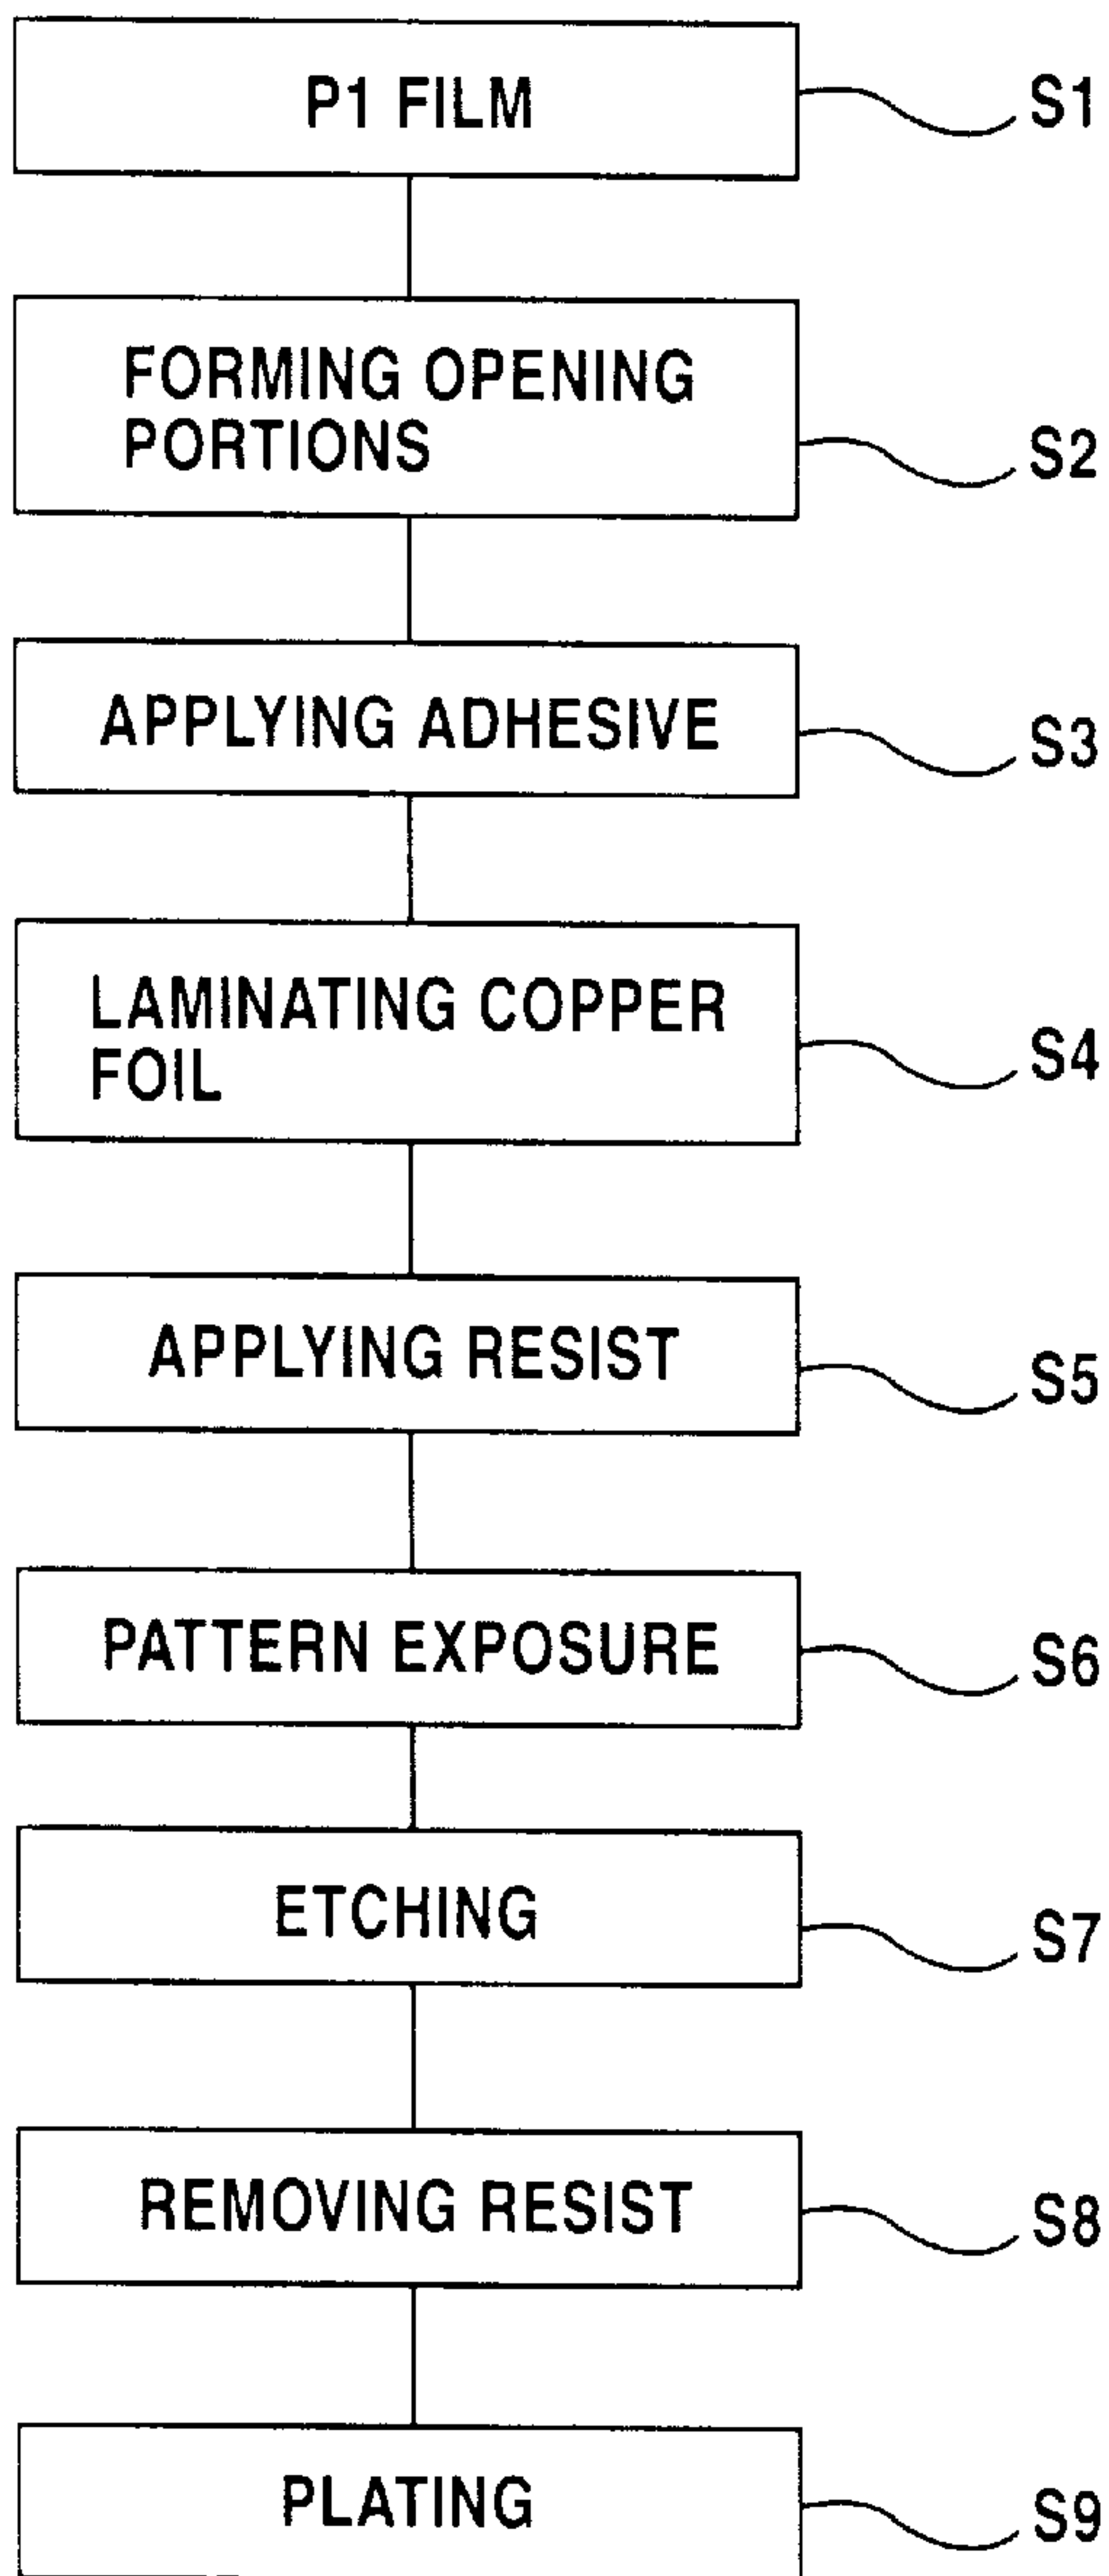 P1 FILM
S1
FORMING OPENING
PORTIONS
S2
APPLYING ADHESIVE
S3
LAMINATING COPPER
FOIL
S4
APPLYING RESIST
S5
PATTERN EXPOSURE
S6
ETCHING
S7
REMOVING RESIST
S8
PLATING
S9